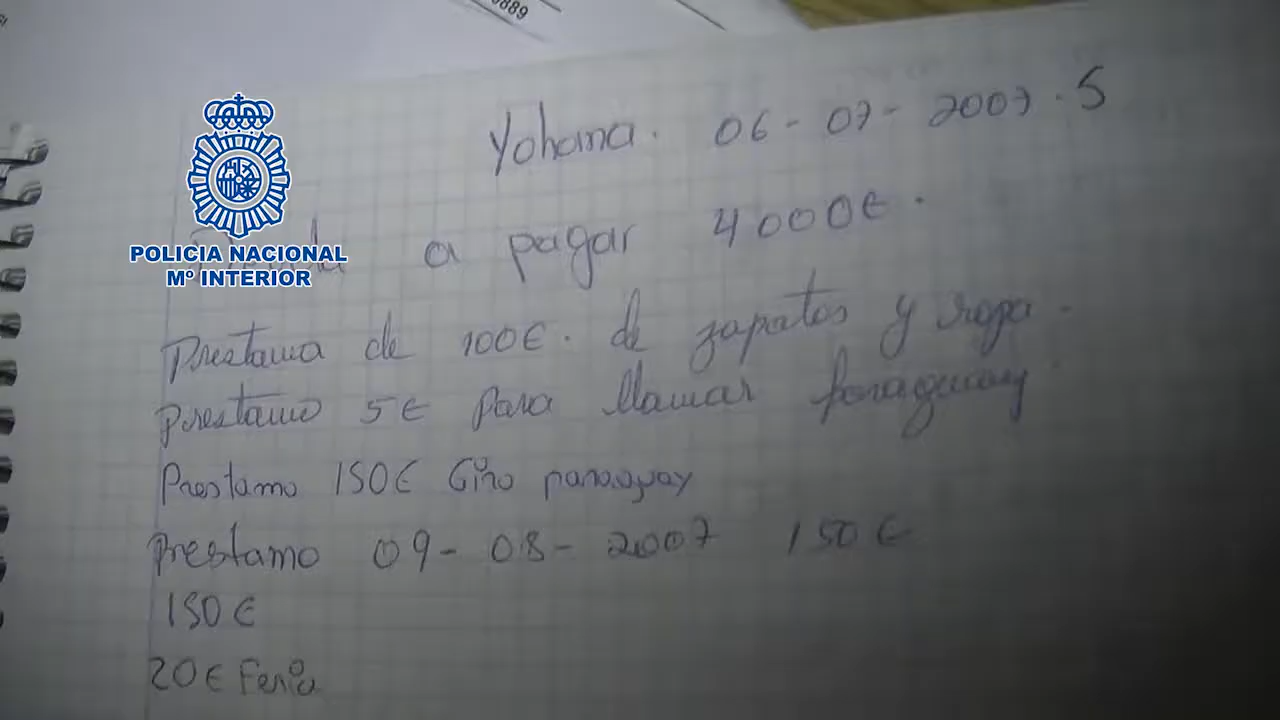 889
Yohana. 06-07-2007. S
POLICIA NACIONAL
Mº INTERIOR
a pagar 4000€.
Prestamo de 100€. de zapatos y ropa.
prestamo 5€ para llamar paraguay
Prestamo 150€ Giro paraguay
Prestamo 09-08-2007 150€
150€
20€ Feria